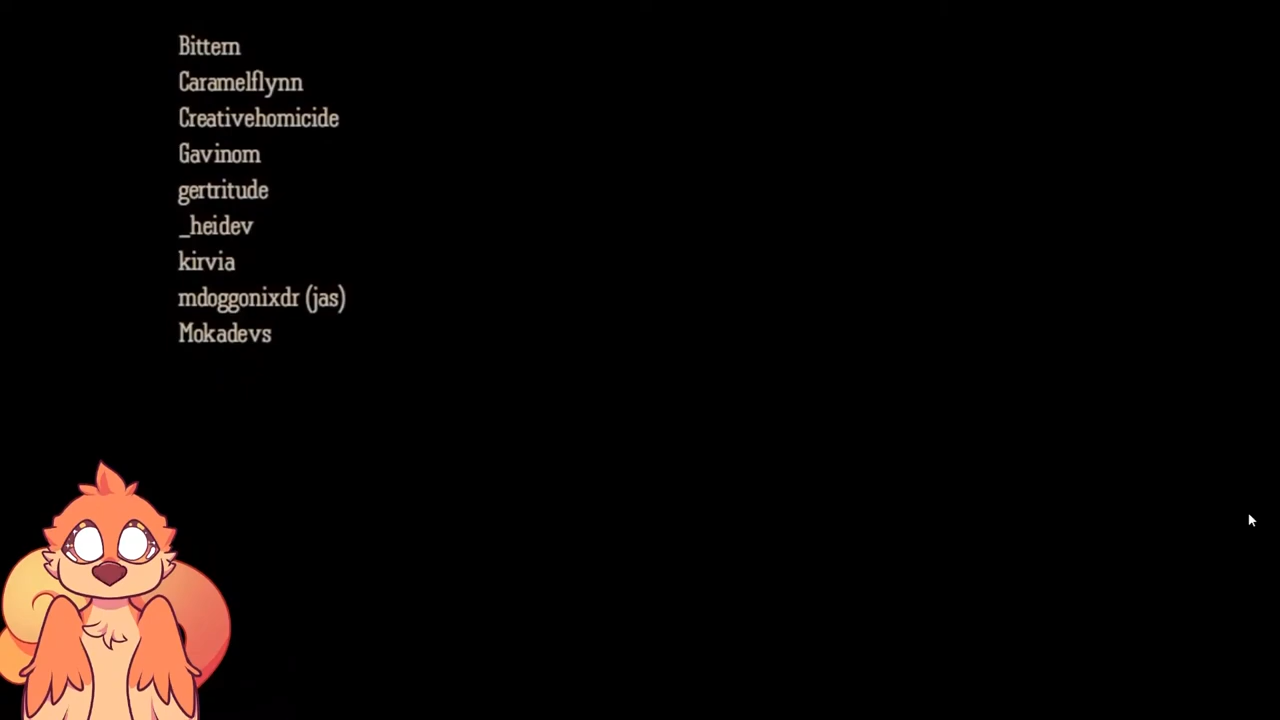 Bittern
Caramelflynn
Creativehomicide
Gavinom
gertritude
_heidev
kirvia
mdoggonixdr (jas)
Mokadevs